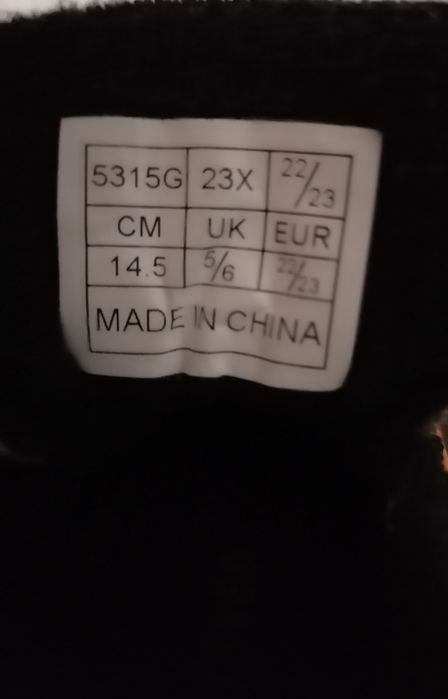 5315G 23X 22/23
CM UK EUR
14.5 5/6 22/23
MADE IN CHINA